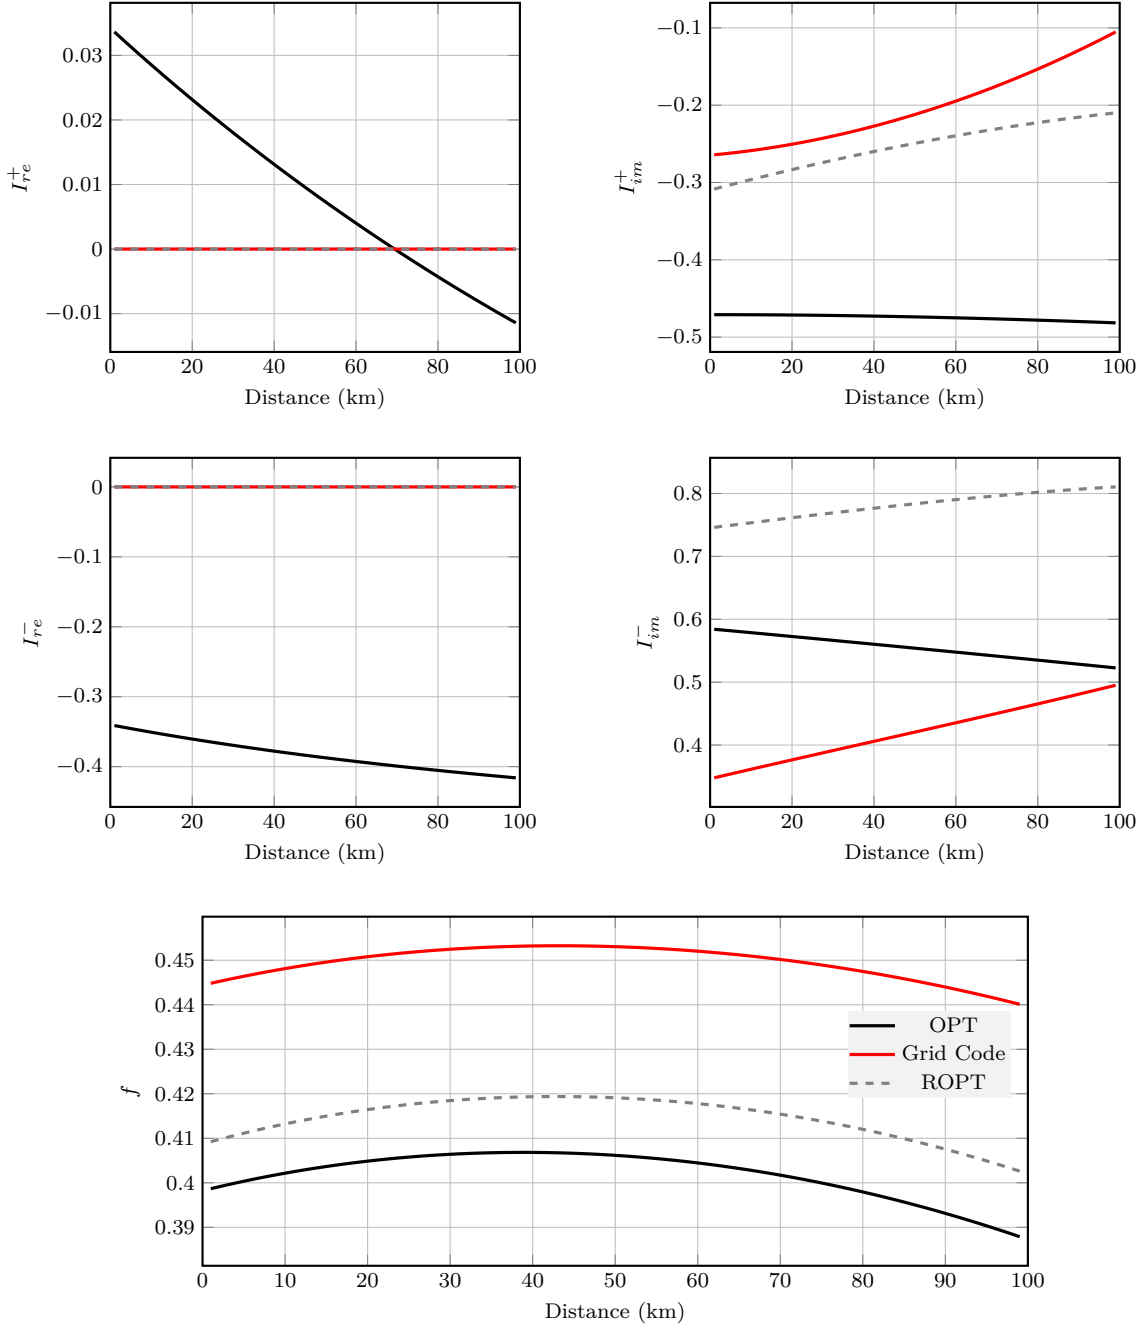 0.03
0.02
0.01
0
−0.01
I_{re}^{+}
0 20 40 60 80 100
Distance (km)
−0.1
−0.2
−0.3
−0.4
−0.5
I_{im}^{+}
0 20 40 60 80 100
Distance (km)
0
−0.1
−0.2
−0.3
−0.4
I_{re}^{−}
0 20 40 60 80 100
Distance (km)
0.8
0.7
0.6
0.5
0.4
I_{im}^{−}
0 20 40 60 80 100
Distance (km)
0.45
0.44
0.43
0.42
0.41
0.4
0.39
f
OPT
Grid Code
ROPT
0 10 20 30 40 50 60 70 80 90 100
Distance (km)